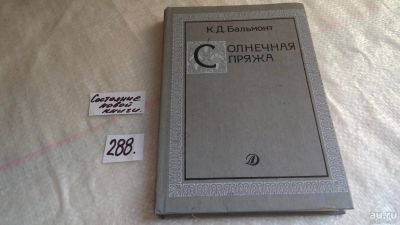 К. Д. Бальмонт
СОЛНЕЧНАЯ
ПРЯЖА
Состояние
новой
книги
288.
au.ru